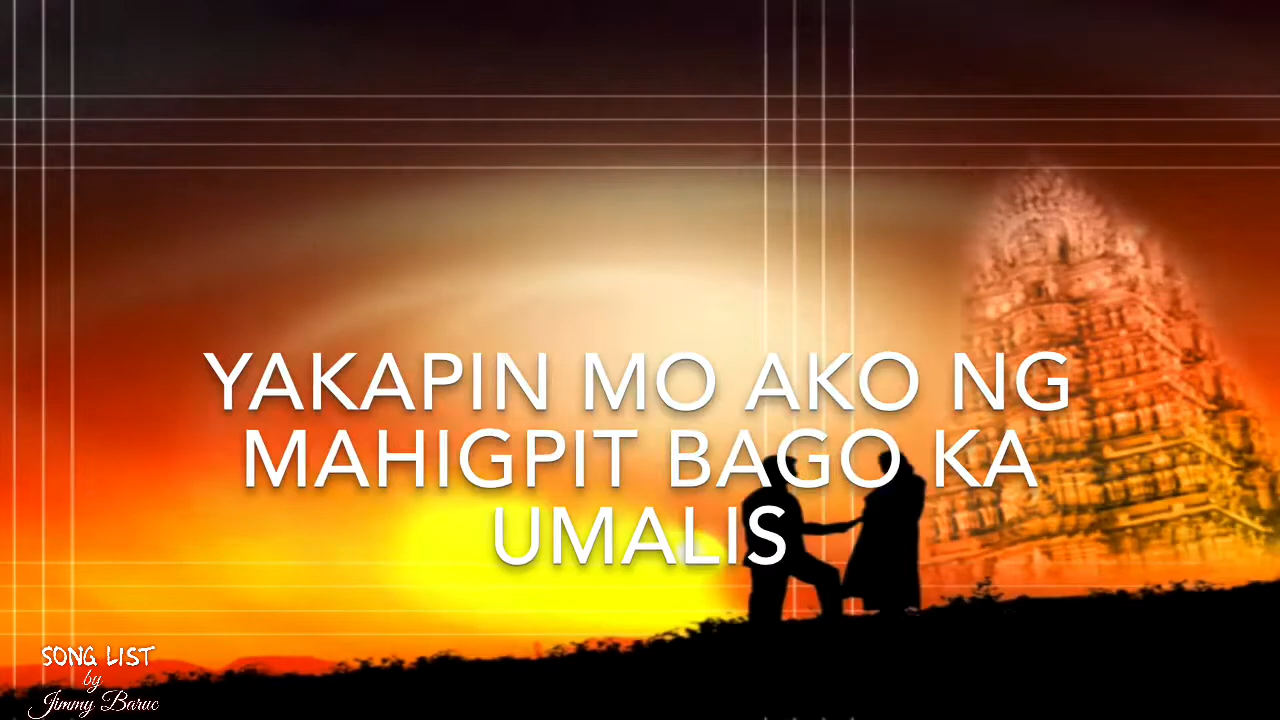 YAKAPIN MO AKO NG
MAHIGPIT BAGO KA
UMALIS
SONG LIST
by
Jimmy Baruc